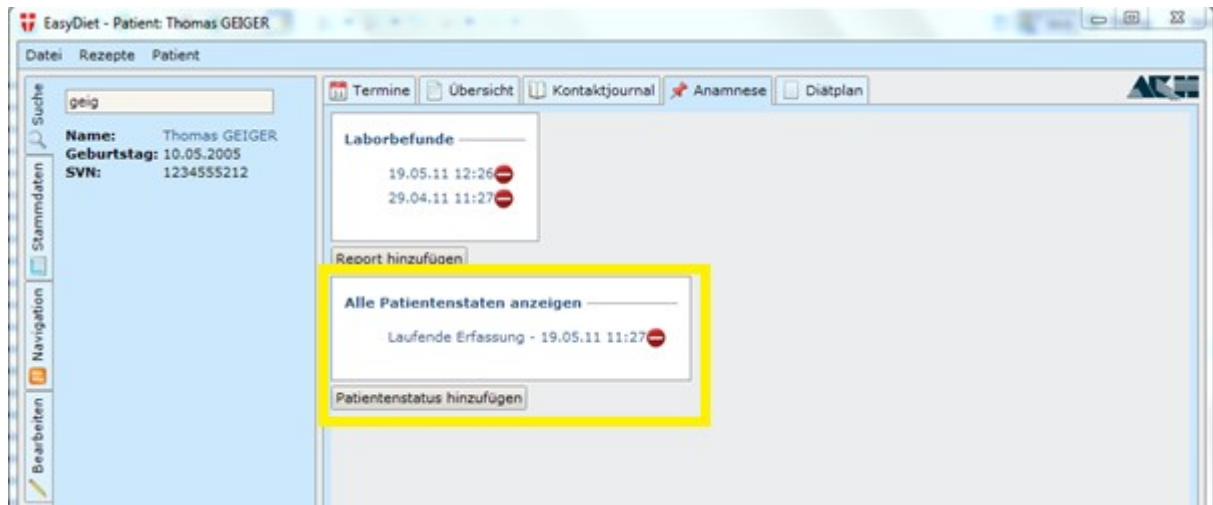 EasyDiet - Patient: Thomas GEIGER
Datei Rezepte Patient
Suche
Stammdaten
Navigation
Bearbeiten
geig
Name: Thomas GEIGER
Geburtstag: 10.05.2005
SVN: 1234555212
Termine Übersicht Kontaktjournal Anamnese Diätplan
Laborbefunde
19.05.11 12:26
29.04.11 11:27
Report hinzufügen
Alle Patientenstaten anzeigen
Laufende Erfassung - 19.05.11 11:27
Patientenstatus hinzufügen